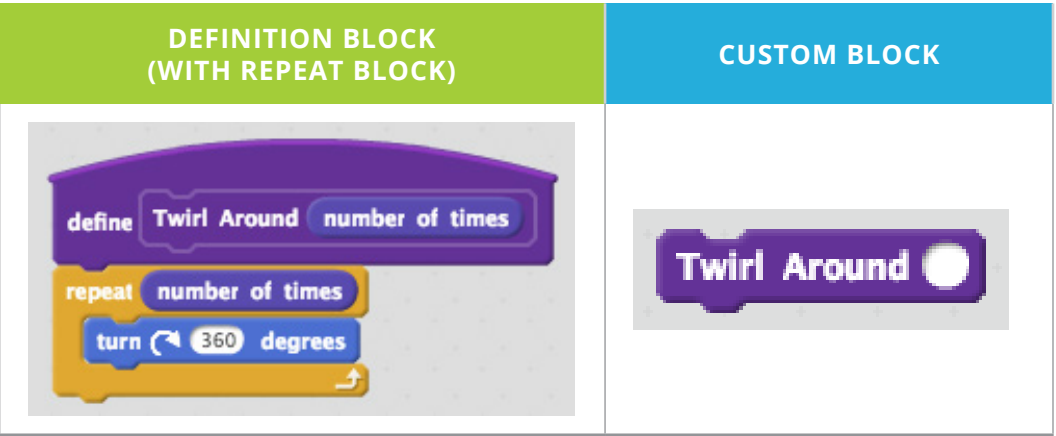 DEFINITION BLOCK
(WITH REPEAT BLOCK)
CUSTOM BLOCK
define Twirl Around number of times
repeat number of times
turn 360 degrees
Twirl Around